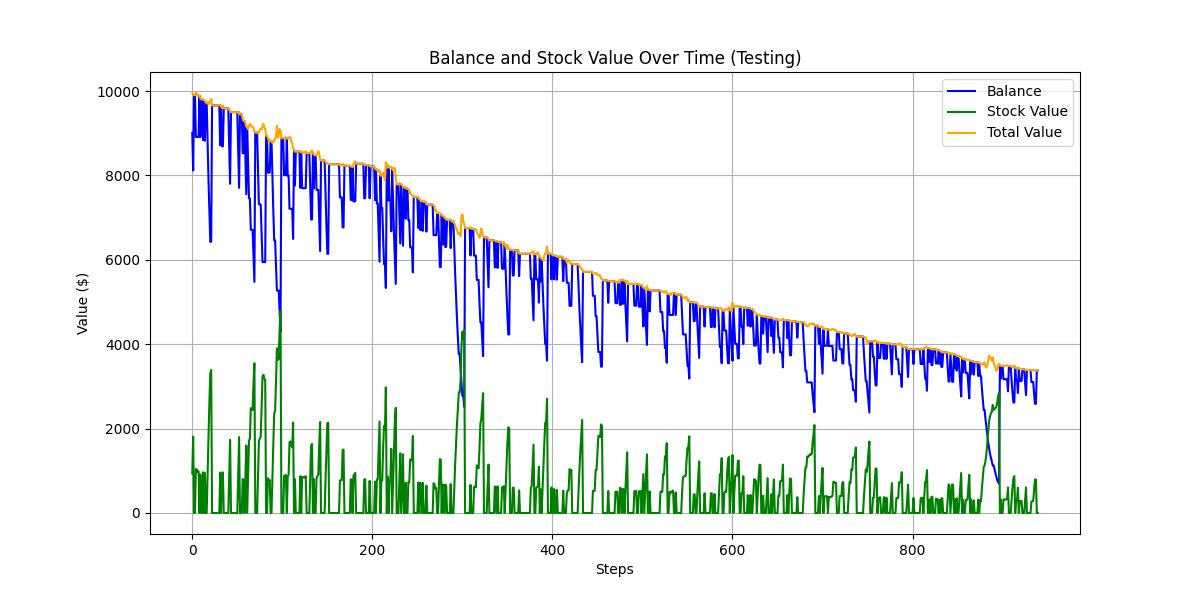 Balance and Stock Value Over Time (Testing)
Balance
Stock Value
Total Value
Value ($)
10000
8000
6000
4000
2000
0
0
200
400
600
800
Steps